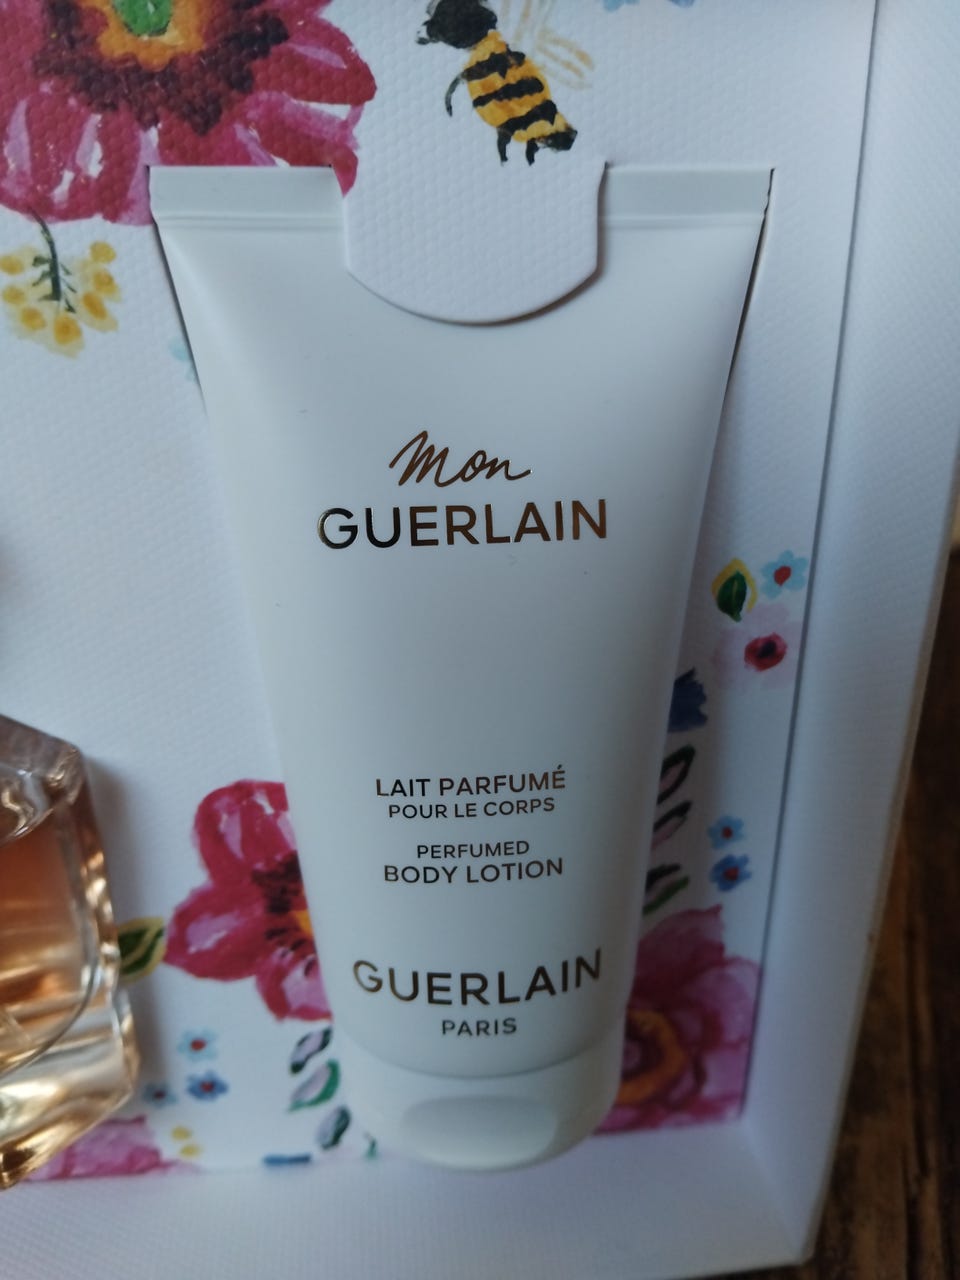 Mon
GUERLAIN
LAIT PARFUMÉ
POUR LE CORPS
PERFUMED
BODY LOTION
GUERLAIN
PARIS